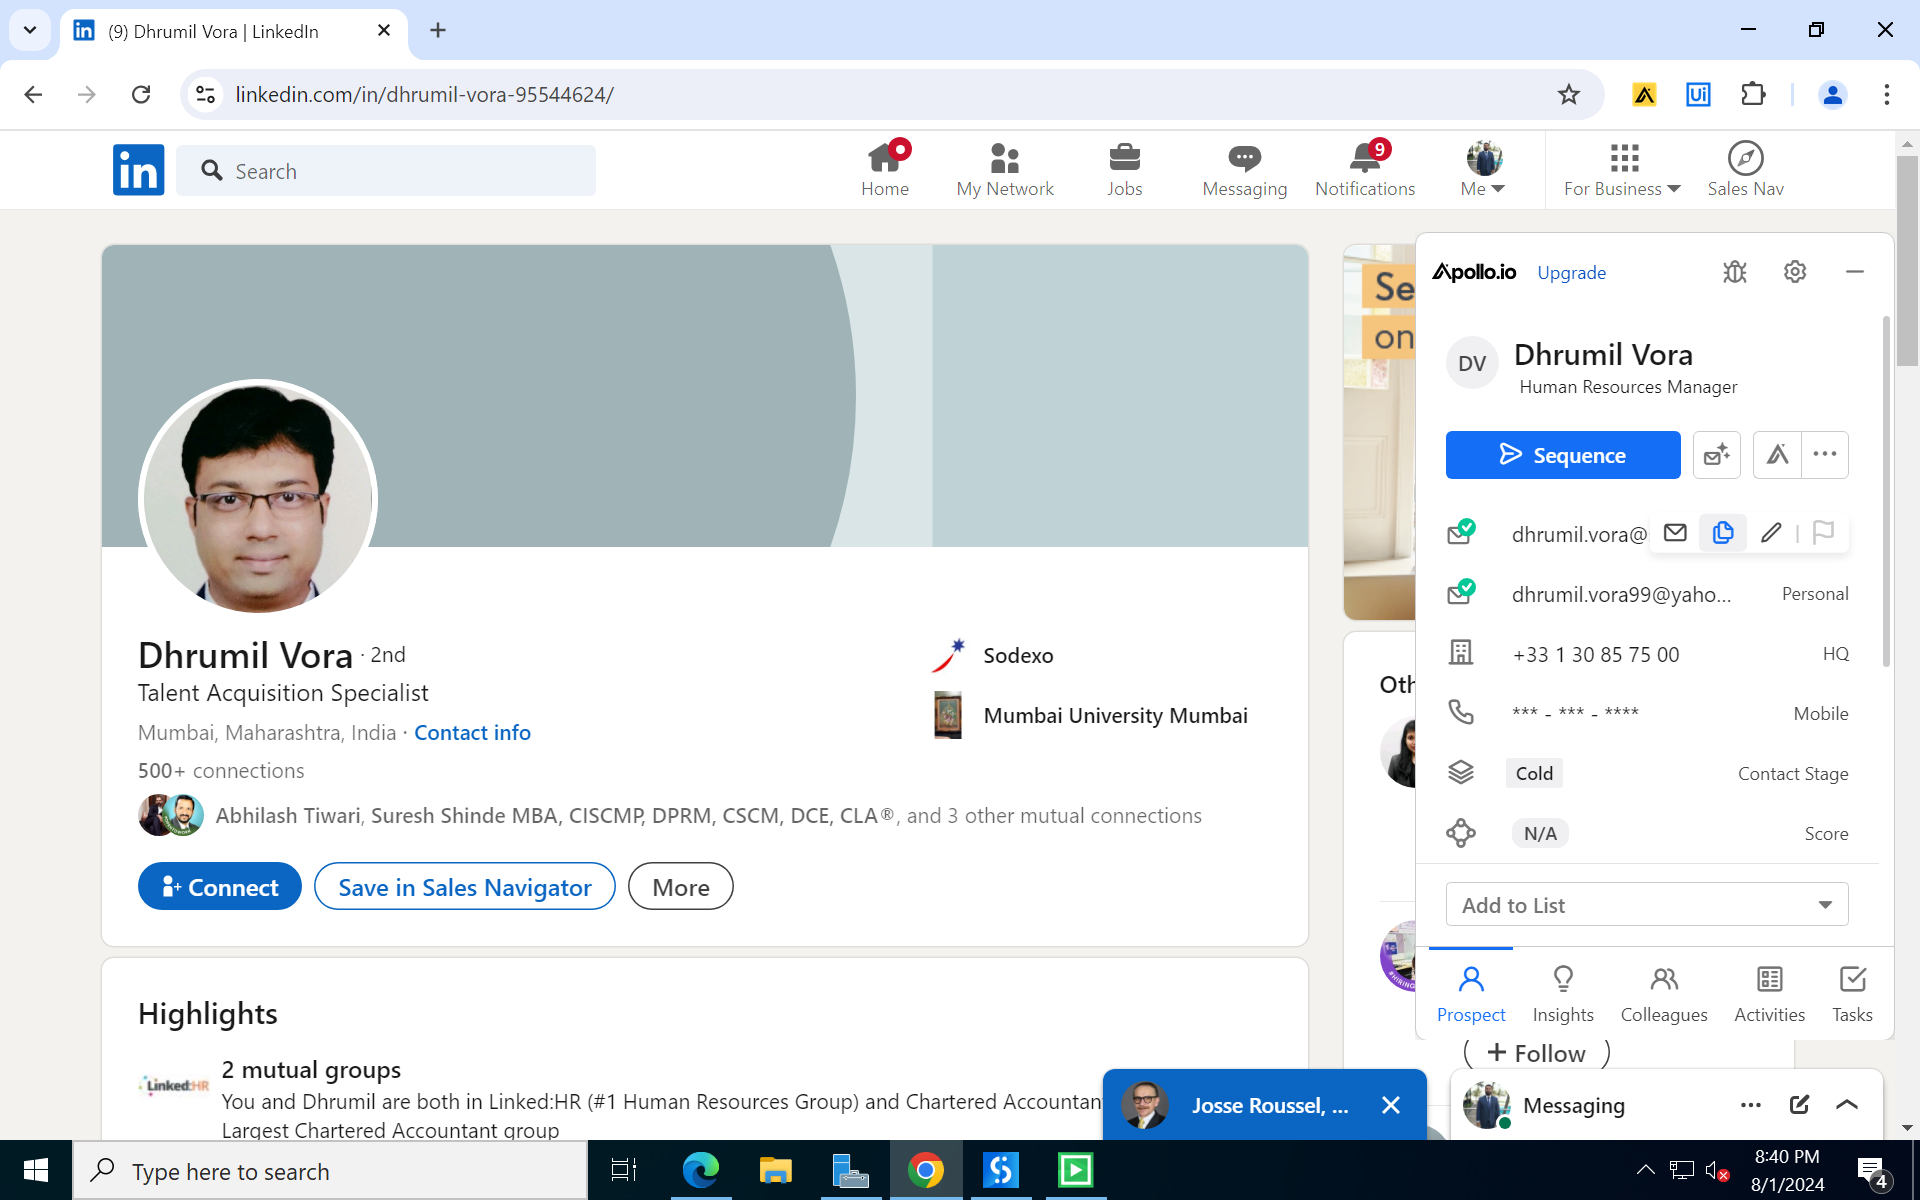 (9) Dhrumil Vora | LinkedIn
linkedin.com/in/dhrumil-vora-95544624/
Ui
in
Search
Home
My Network
Jobs
Messaging
9
Notifications
Me
For Business
Sales Nav
Se
on
Apollo.io
Upgrade
DV
Dhrumil Vora
Human Resources Manager
Sequence
dhrumil.vora@
dhrumil.vora99@yaho...
Personal
+33 1 30 85 75 00
HQ
*** - *** - ****
Mobile
Cold
Contact Stage
N/A
Score
Add to List
Prospect
Insights
Colleagues
Activities
Tasks
Dhrumil Vora · 2nd
Talent Acquisition Specialist
Mumbai, Maharashtra, India · Contact info
500+ connections
Abhilash Tiwari, Suresh Shinde MBA, CISCMP, DPRM, CSCM, DCE, CLA®, and 3 other mutual connections
Sodexo
Mumbai University Mumbai
Connect
Save in Sales Navigator
More
Highlights
Linked:HR
2 mutual groups
You and Dhrumil are both in Linked:HR (#1 Human Resources Group) and Chartered Accountan
Largest Chartered Accountant group
Oth
#HIRING
+ Follow
Josse Roussel, ...
Messaging
Type here to search
8:40 PM
8/1/2024
4